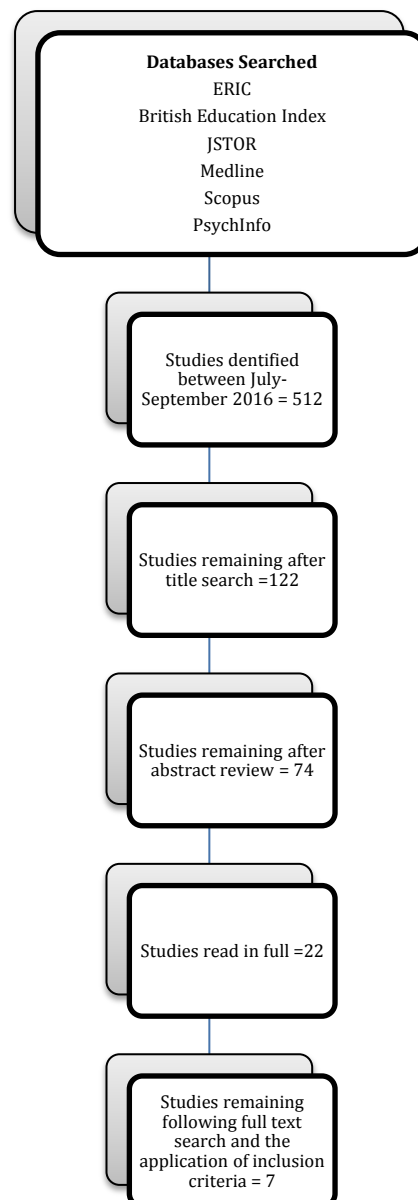 Databases Searched
ERIC
British Education Index
JSTOR
Medline
Scopus
PsychInfo
Studies dentified
between July-
September 2016 = 512
Studies remaining after
title search =122
Studies remaining after
abstract review = 74
Studies read in full =22
Studies remaining
following full text
search and the
application of inclusion
criteria = 7